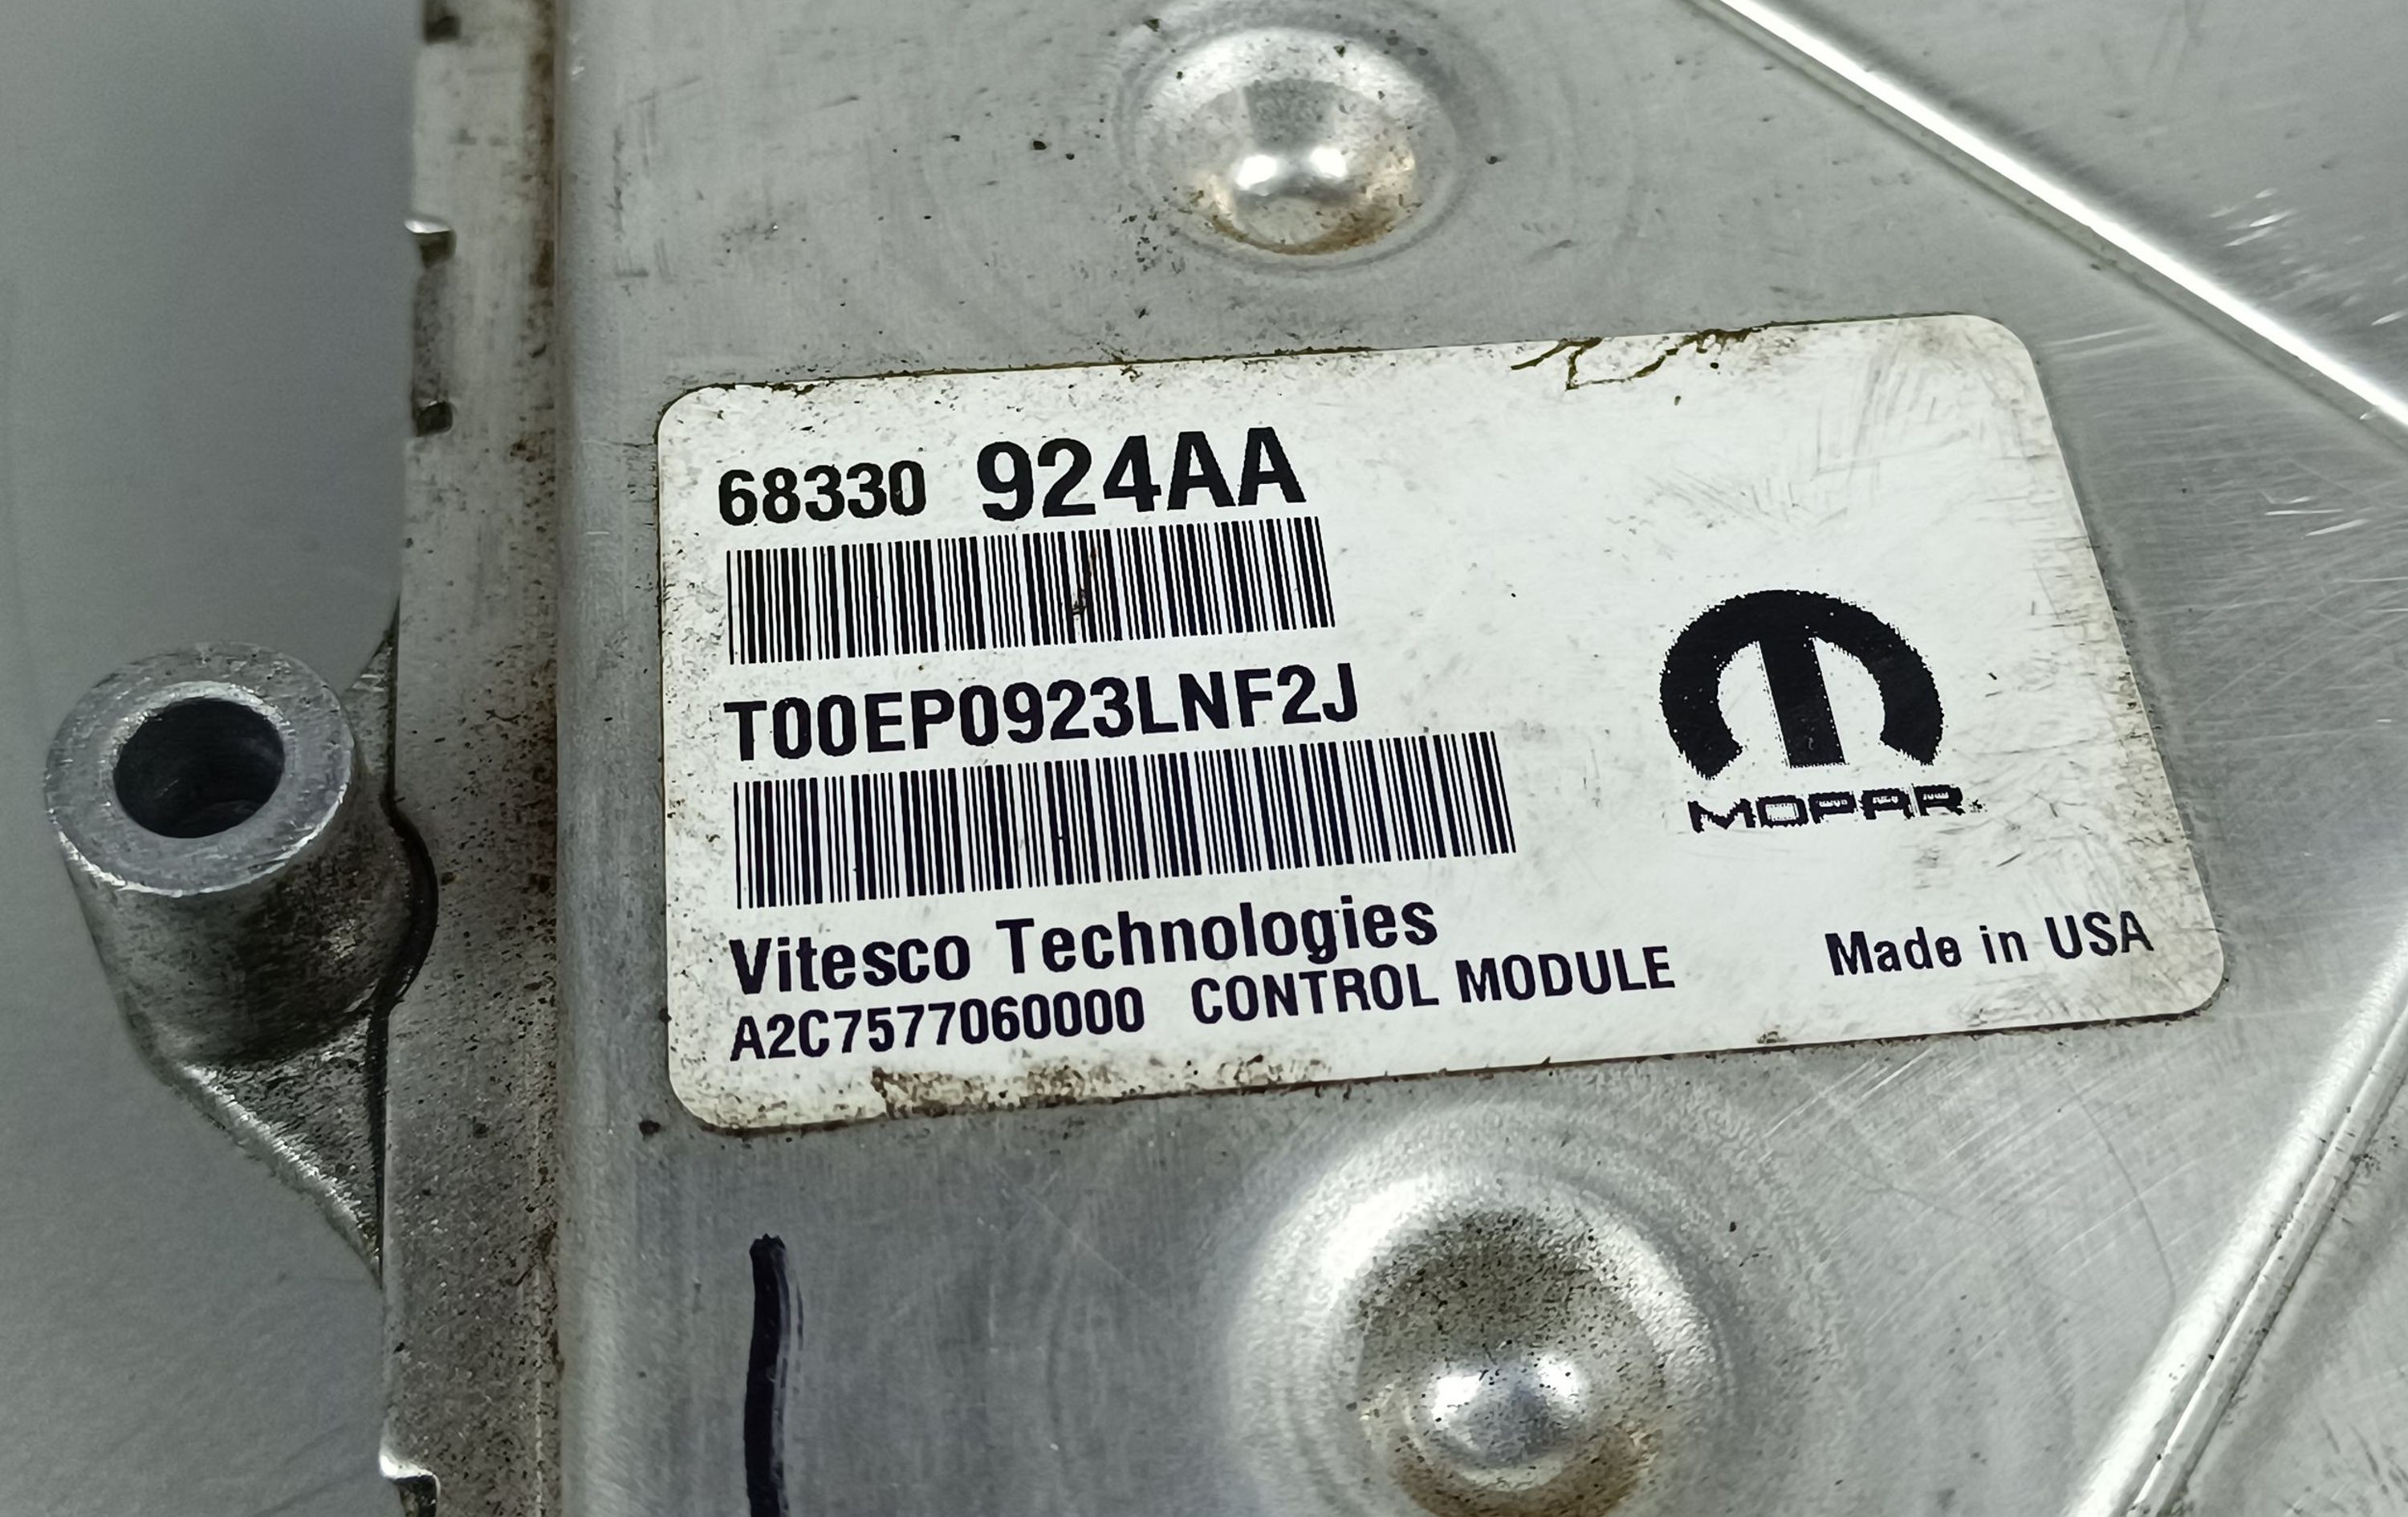 68330 924AA
T00EP0923LNF2J
MOPAR
Vitesco Technologies
A2C7577060000 CONTROL MODULE
Made in USA